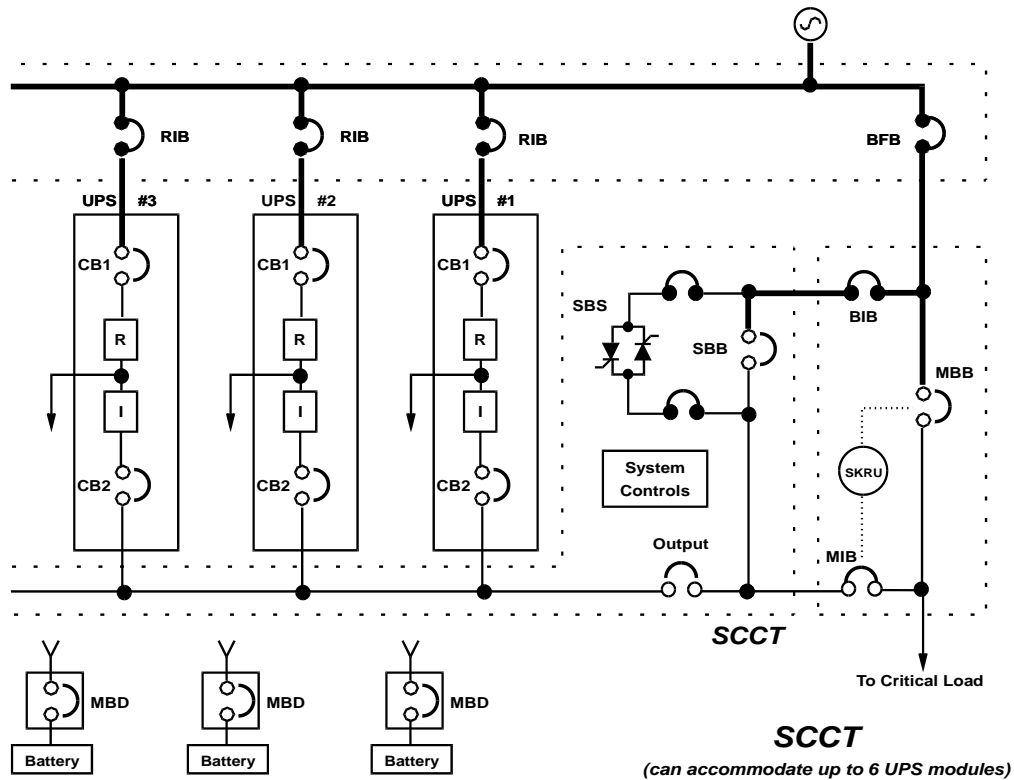 RIB
RIB
RIB
BFB
UPS #3
UPS #2
UPS #1
CB1
CB1
CB1
SBS
SBB
BIB
R
R
R
MBB
I
I
I
System
Controls
SKRU
CB2
CB2
CB2
Output
MIB
SCCT
To Critical Load
MBD
MBD
MBD
Battery
Battery
Battery
SCCT
(can accommodate up to 6 UPS modules)